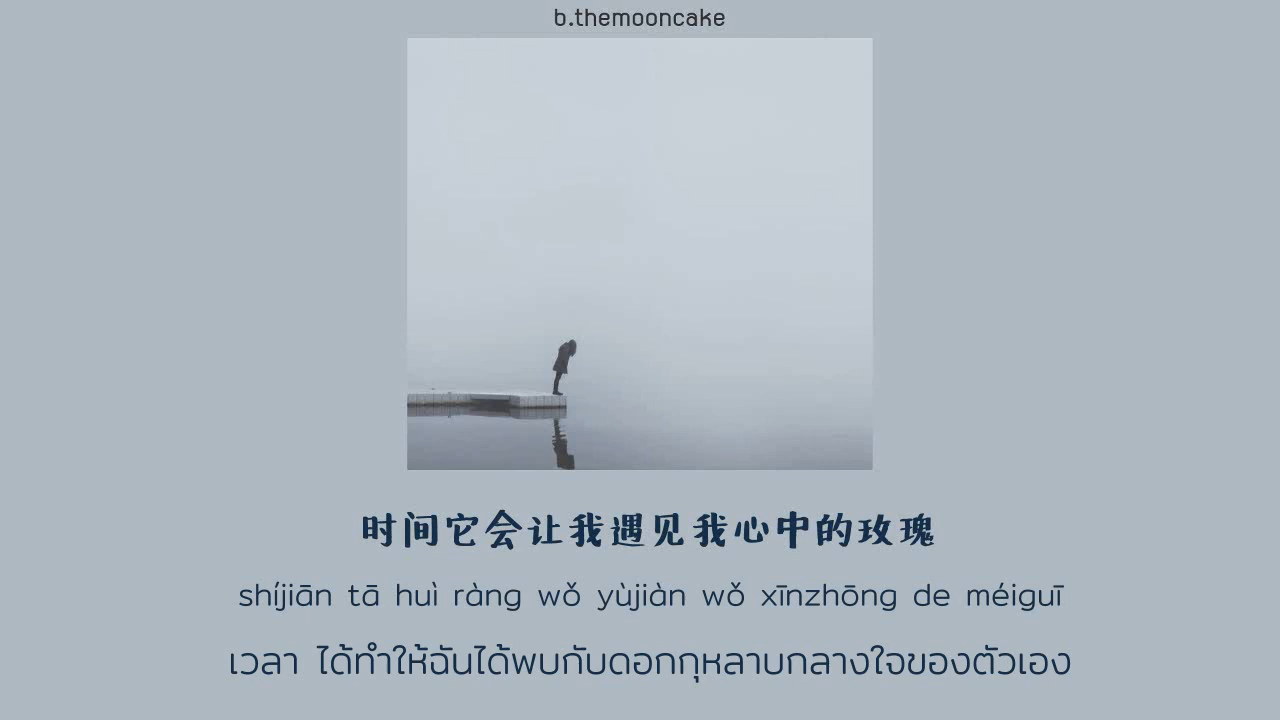 b.themooncake
时间它会让我遇见我心中的玫瑰
shíjiān tā huì ràng wǒ yùjiàn wǒ xīnzhōng de méiguī
เวลา ได้ทำให้ฉันได้พบกับดอกกุหลาบกลางใจของตัวเอง